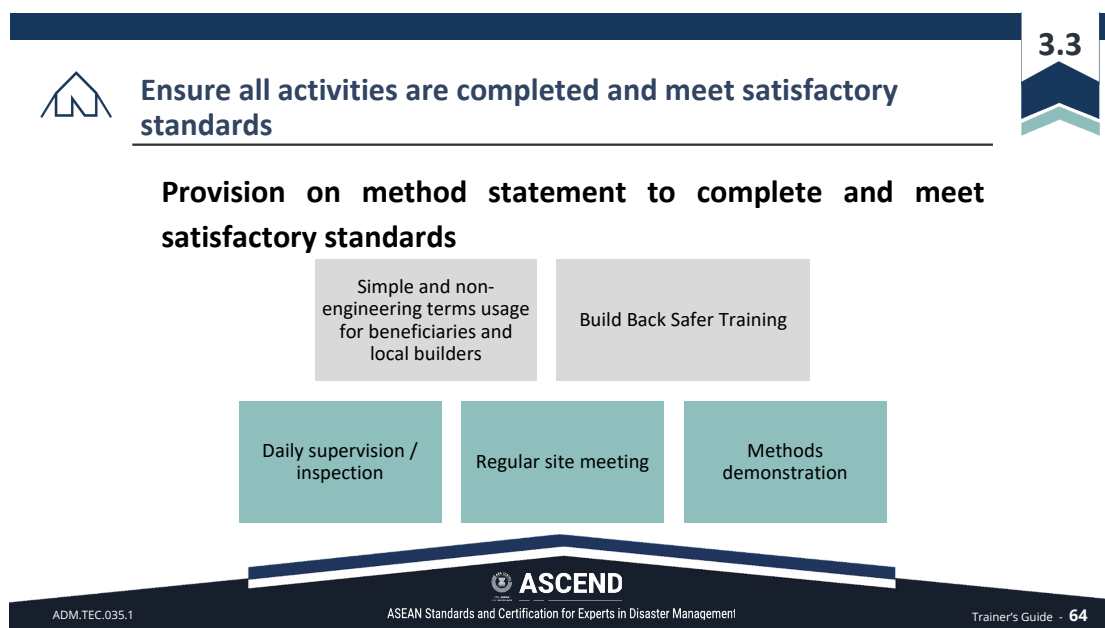 3.3
Ensure all activities are completed and meet satisfactory
standards
Provision on method statement to complete and meet
satisfactory standards
Simple and non-
engineering terms usage
for beneficiaries and
local builders
Build Back Safer Training
Daily supervision /
inspection
Regular site meeting
Methods
demonstration
ASCEND
ADM.TEC.035.1
ASEAN Standards and Certification for Experts in Disaster Management
Trainer's Guide - 64